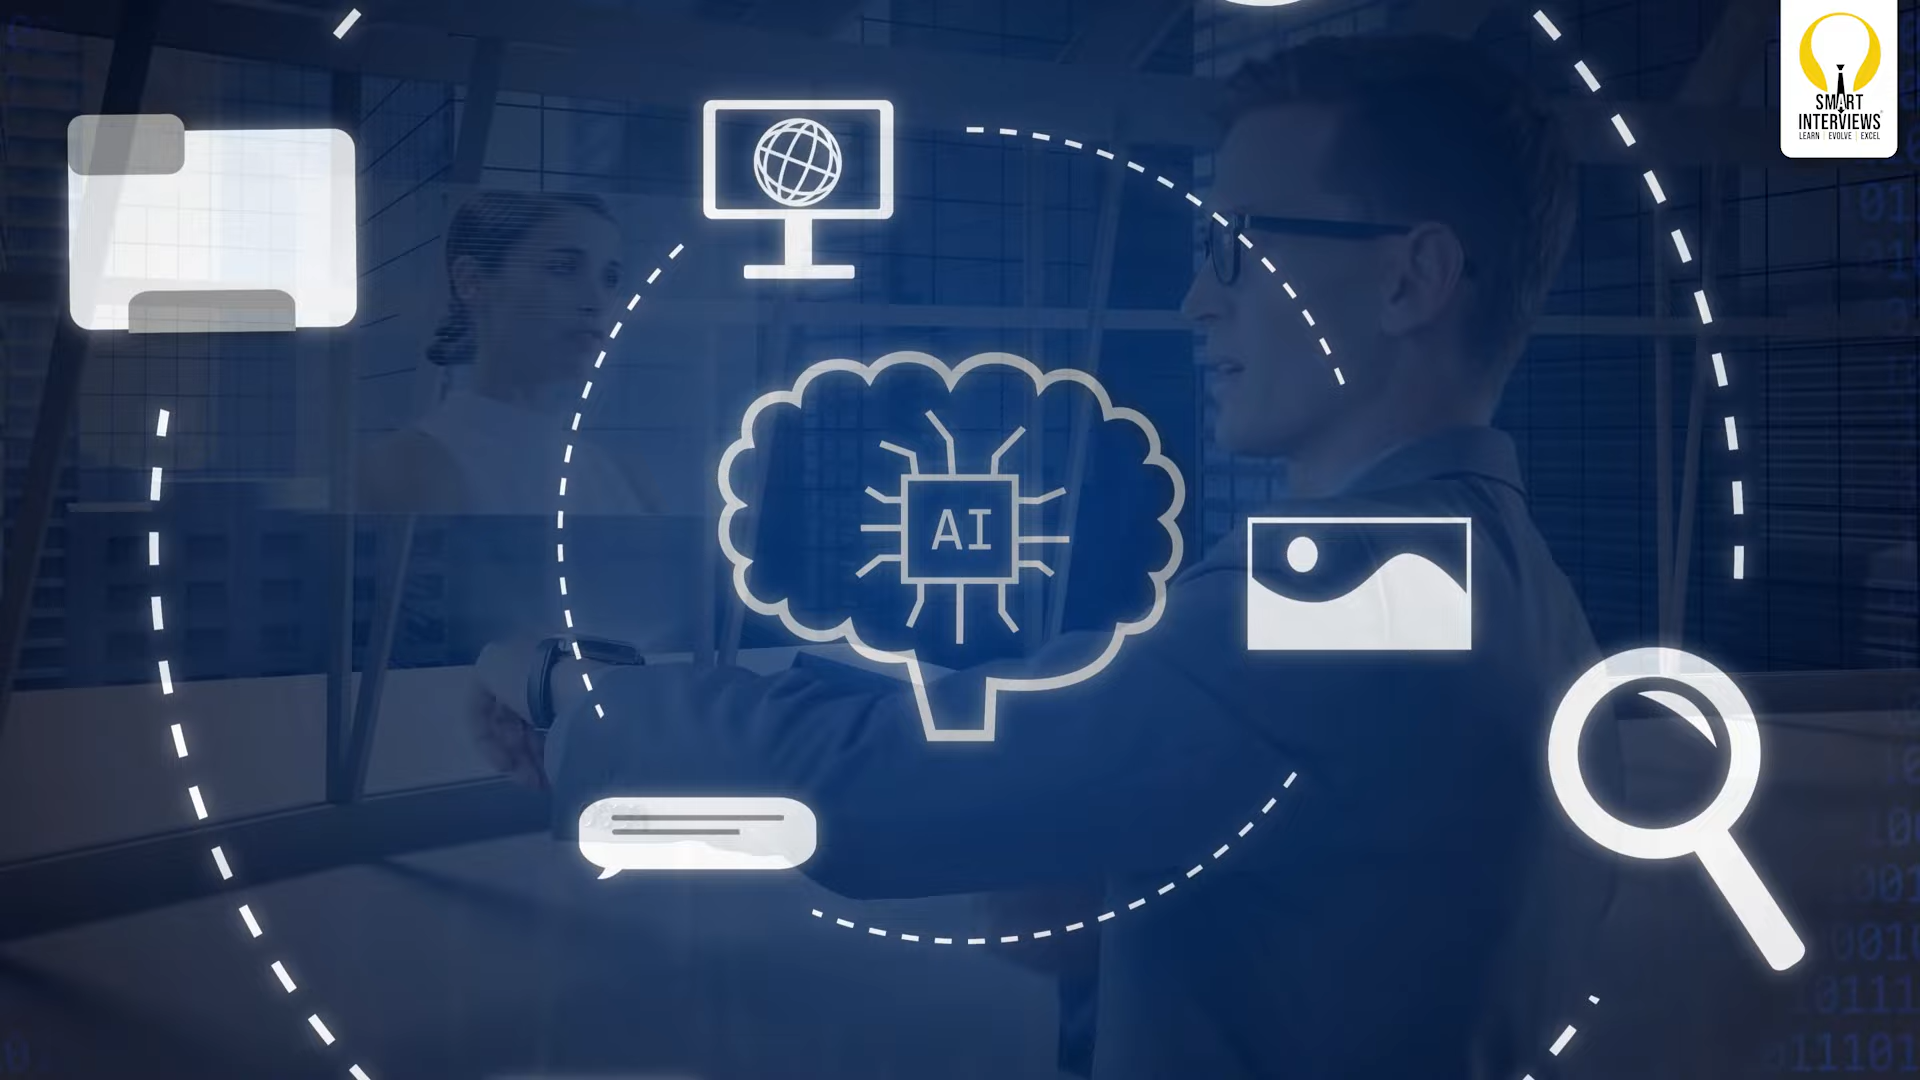 SMART
INTERVIEWS
LEARN | EVOLVE | EXCEL
AI